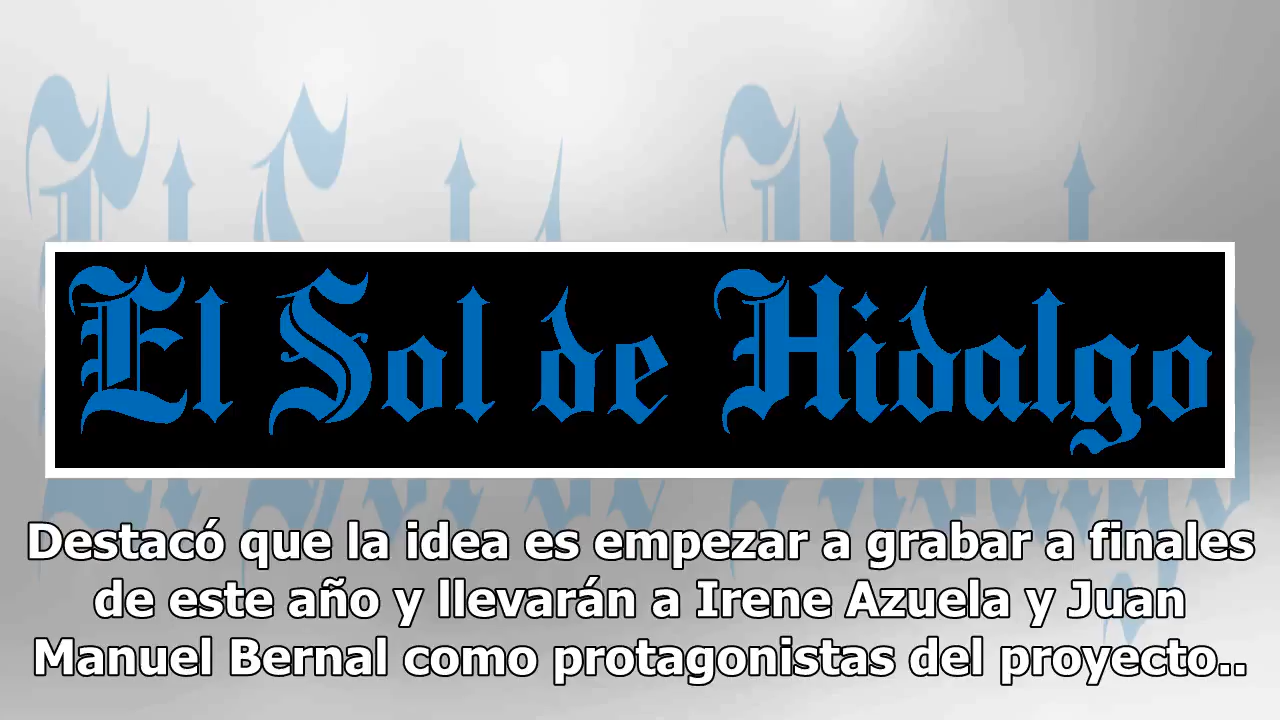 El Sol de Hidalgo
Destacó que la idea es empezar a grabar a finales
de este año y llevarán a Irene Azuela y Juan
Manuel Bernal como protagonistas del proyecto..